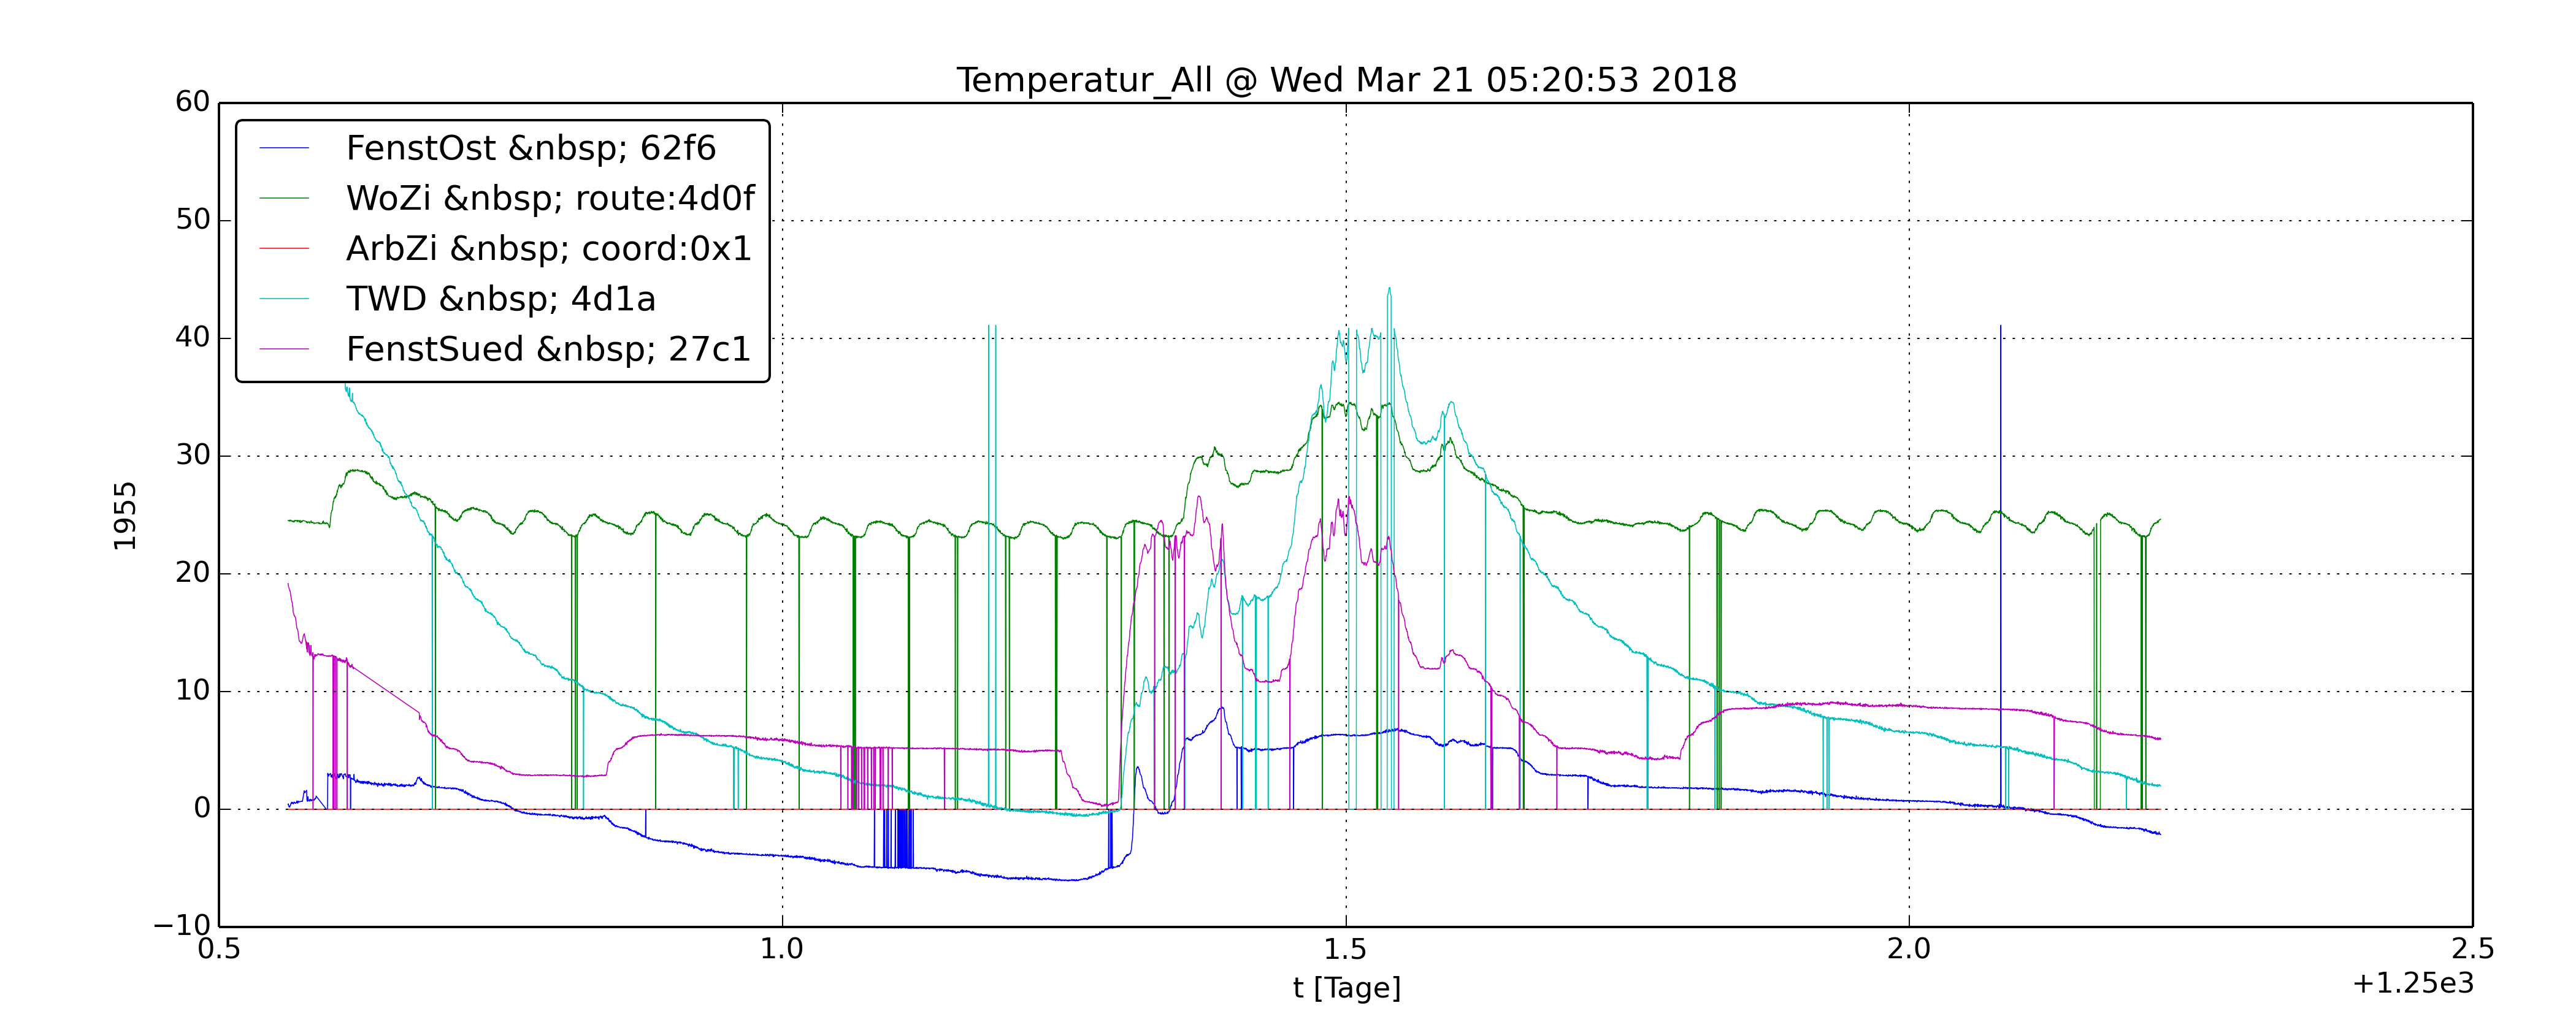 Temperatur_All @ Wed Mar 21 05:20:53 2018
60
50
40
30
20
10
0
−10
1955
FenstOst &nbsp; 62f6
WoZi &nbsp; route:4d0f
ArbZi &nbsp; coord:0x1
TWD &nbsp; 4d1a
FenstSued &nbsp; 27c1
0.5 1.0 1.5 2.0 2.5
t [Tage]
+1.25e3